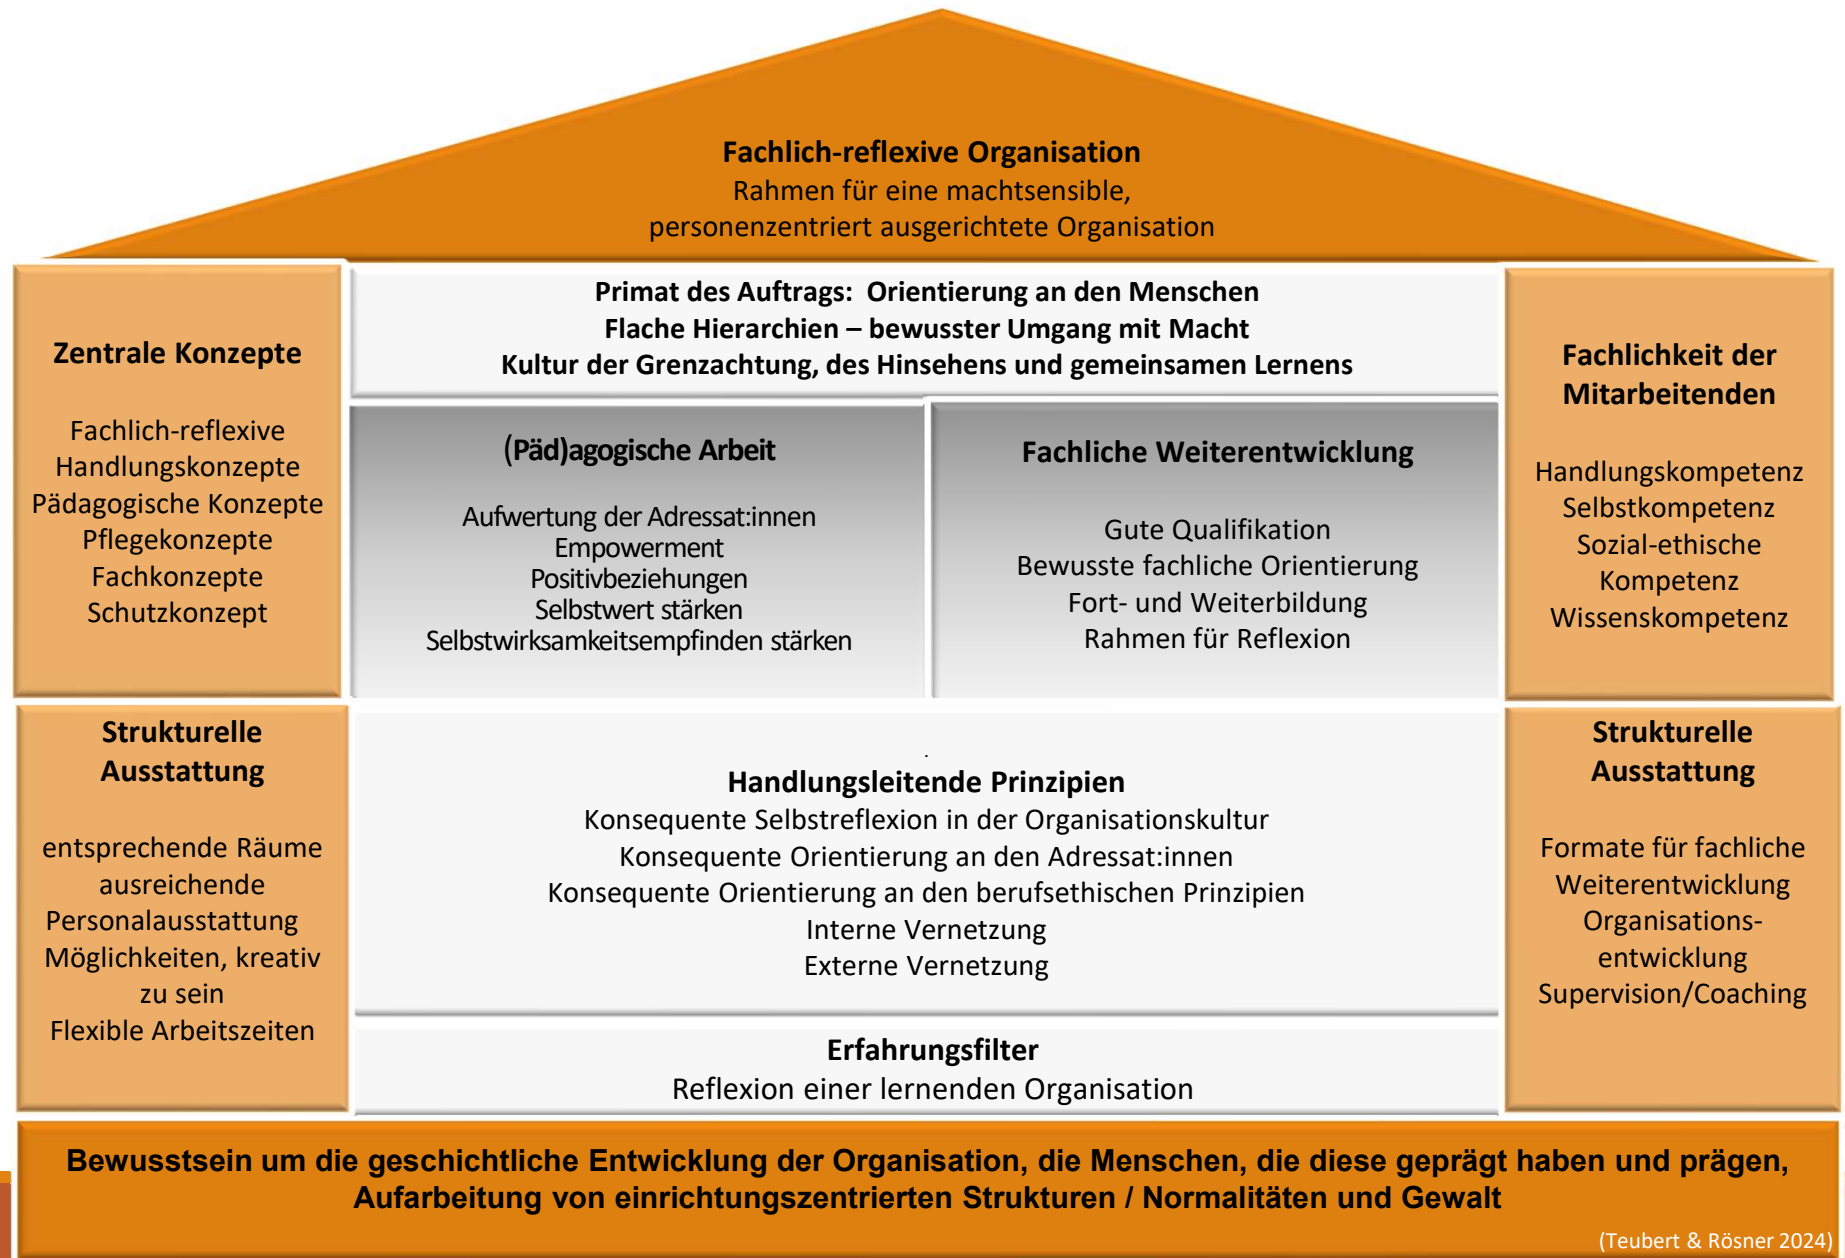 Fachlich-reflexive Organisation
Rahmen für eine machtsensible,
personenzentriert ausgerichtete Organisation
Zentrale Konzepte
Fachlich-reflexive
Handlungskonzepte
Pädagogische Konzepte
Pflegekonzepte
Fachkonzepte
Schutzkonzept
Primat des Auftrags: Orientierung an den Menschen
Flache Hierarchien – bewusster Umgang mit Macht
Kultur der Grenzachtung, des Hinsehens und gemeinsamen Lernens
(Päd)agogische Arbeit
Aufwertung der Adressat:innen
Empowerment
Positivbeziehungen
Selbstwert stärken
Selbstwirksamkeitsempfinden stärken
Fachliche Weiterentwicklung
Gute Qualifikation
Bewusste fachliche Orientierung
Fort- und Weiterbildung
Rahmen für Reflexion
Fachlichkeit der
Mitarbeitenden
Handlungskompetenz
Selbstkompetenz
Sozial-ethische
Kompetenz
Wissenskompetenz
Strukturelle
Ausstattung
entsprechende Räume
ausreichende
Personalausstattung
Möglichkeiten, kreativ
zu sein
Flexible Arbeitszeiten
.
Handlungsleitende Prinzipien
Konsequente Selbstreflexion in der Organisationskultur
Konsequente Orientierung an den Adressat:innen
Konsequente Orientierung an den berufsethischen Prinzipien
Interne Vernetzung
Externe Vernetzung
Erfahrungsfilter
Reflexion einer lernenden Organisation
Strukturelle
Ausstattung
Formate für fachliche
Weiterentwicklung
Organisations-
entwicklung
Supervision/Coaching
Bewusstsein um die geschichtliche Entwicklung der Organisation, die Menschen, die diese geprägt haben und prägen,
Aufarbeitung von einrichtungszentrierten Strukturen / Normalitäten und Gewalt
(Teubert & Rösner 2024)